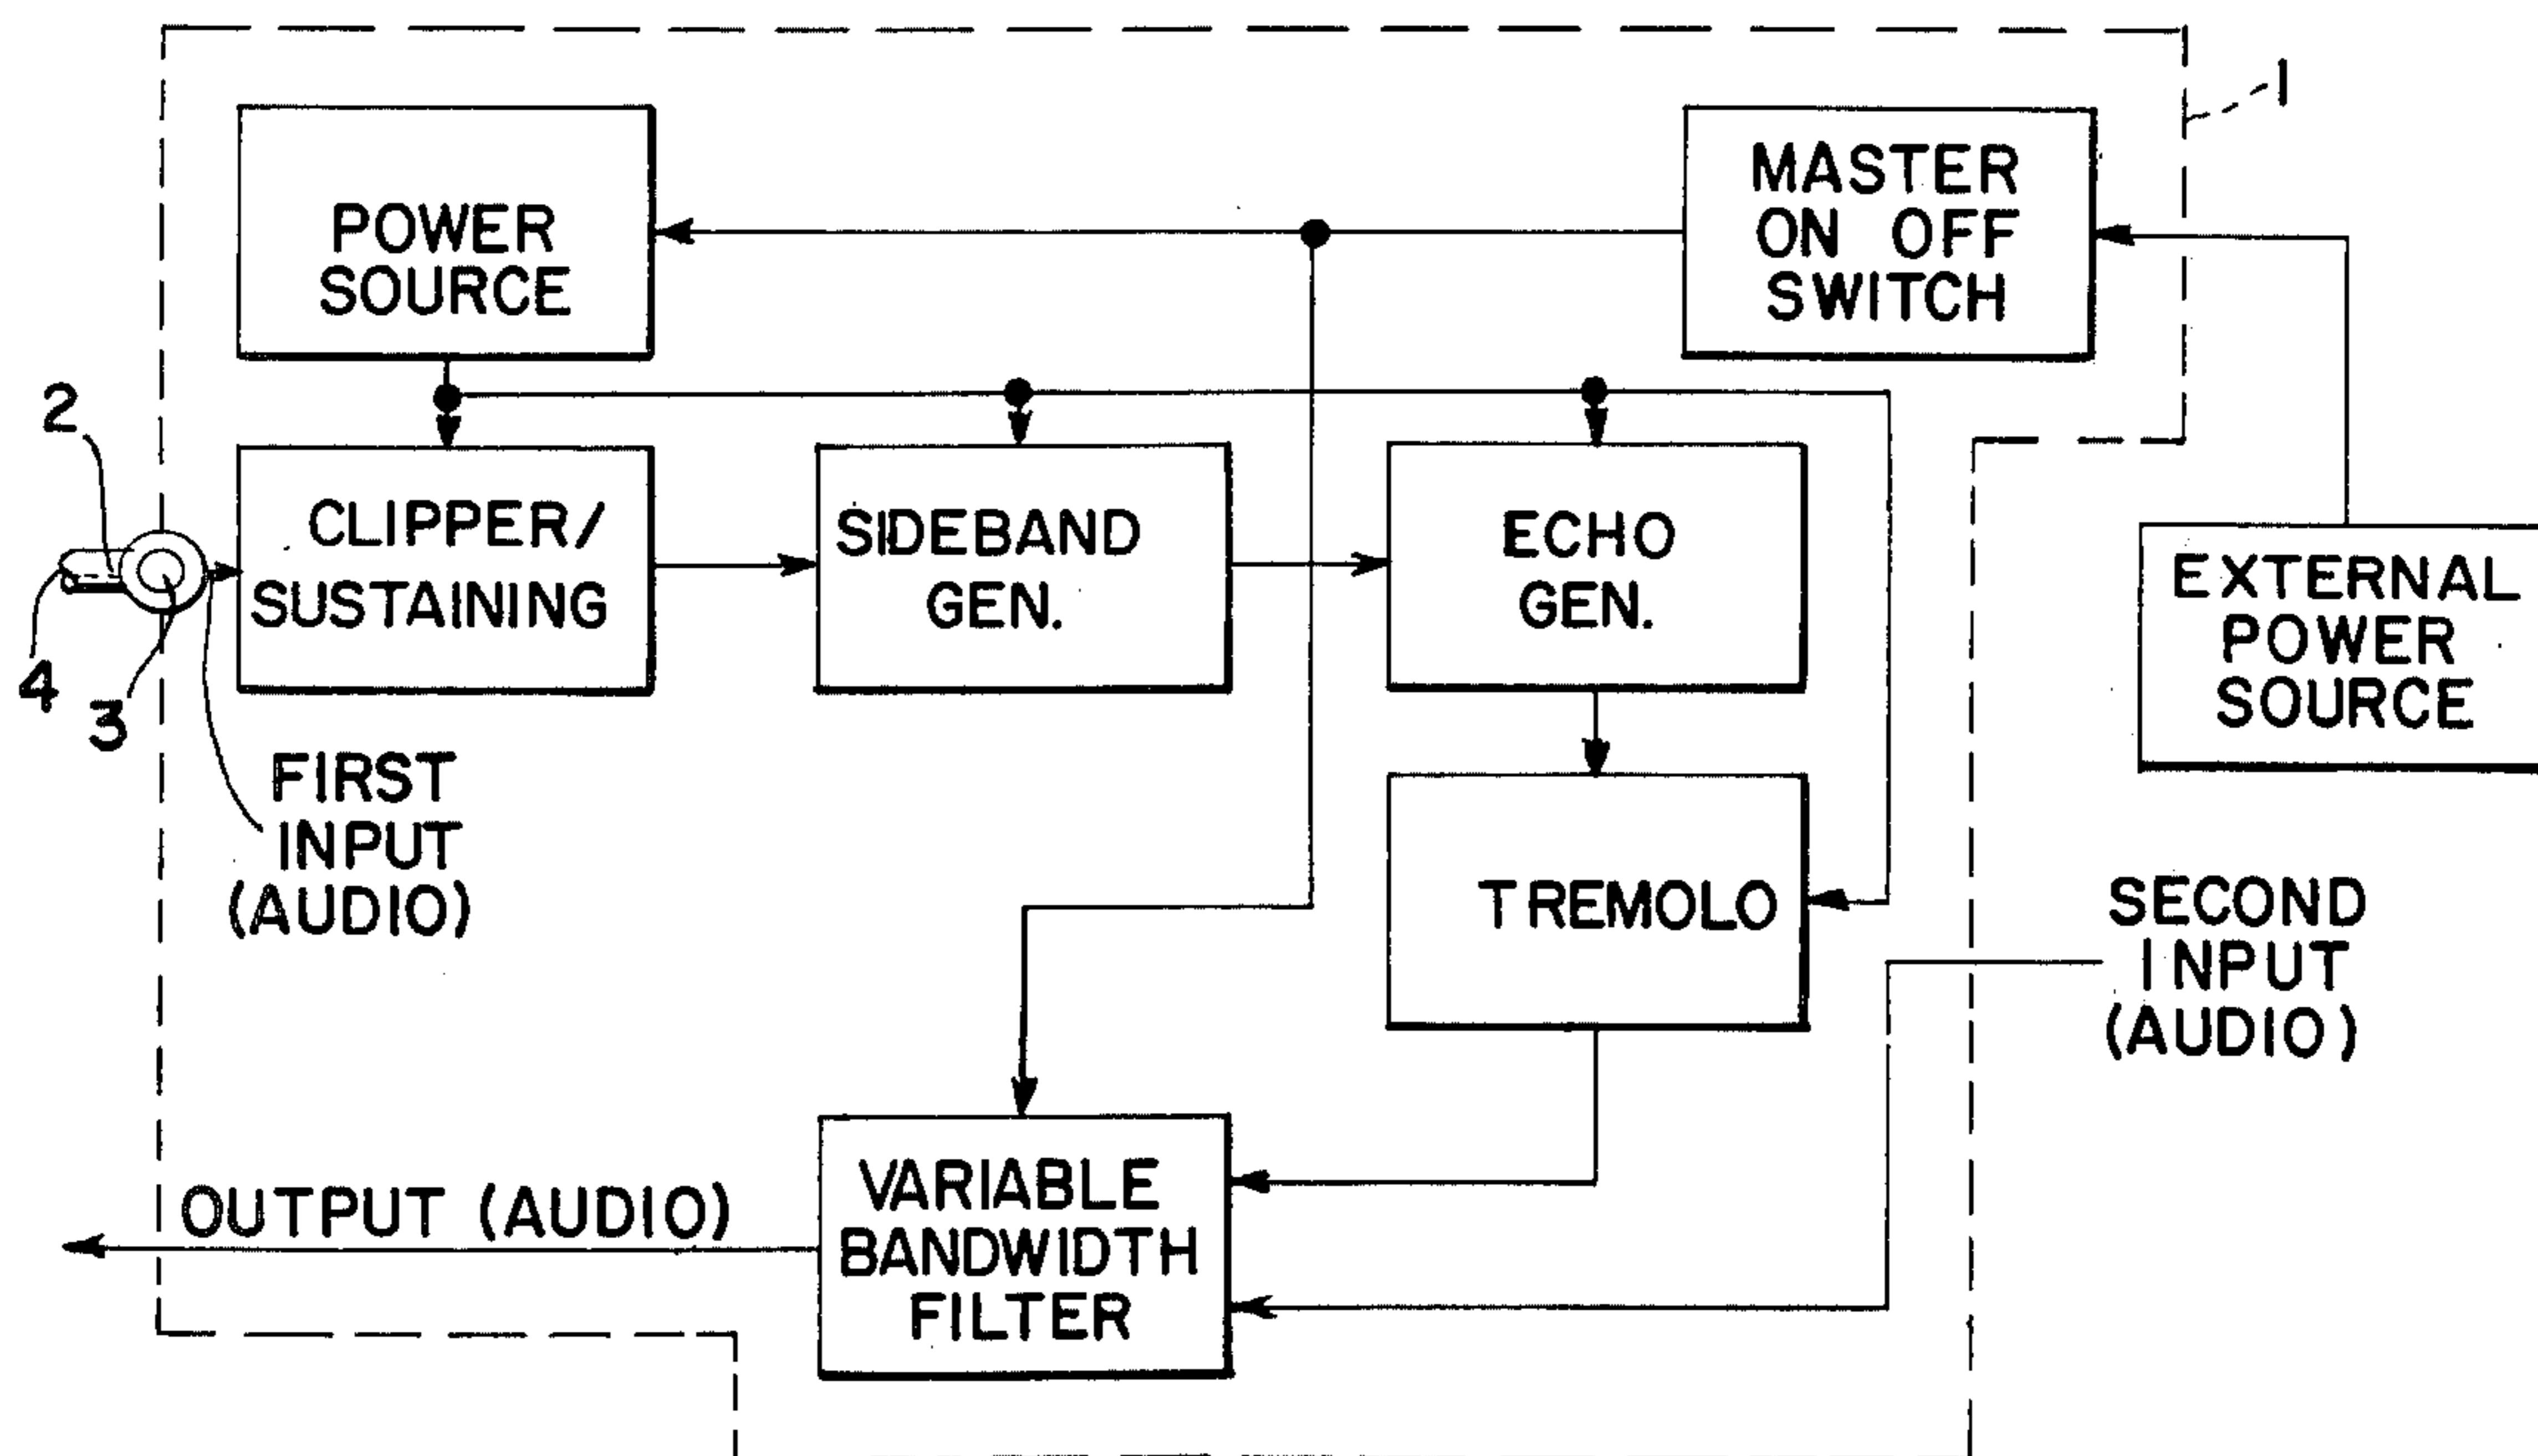 1
POWER
SOURCE
MASTER
ON OFF
SWITCH
2
CLIPPER/
SUSTAINING
SIDEBAND
GEN.
ECHO
GEN.
EXTERNAL
POWER
SOURCE
4
3
FIRST
INPUT
(AUDIO)
TREMOLO
SECOND
INPUT
(AUDIO)
OUTPUT (AUDIO)
VARIABLE
BANDWIDTH
FILTER